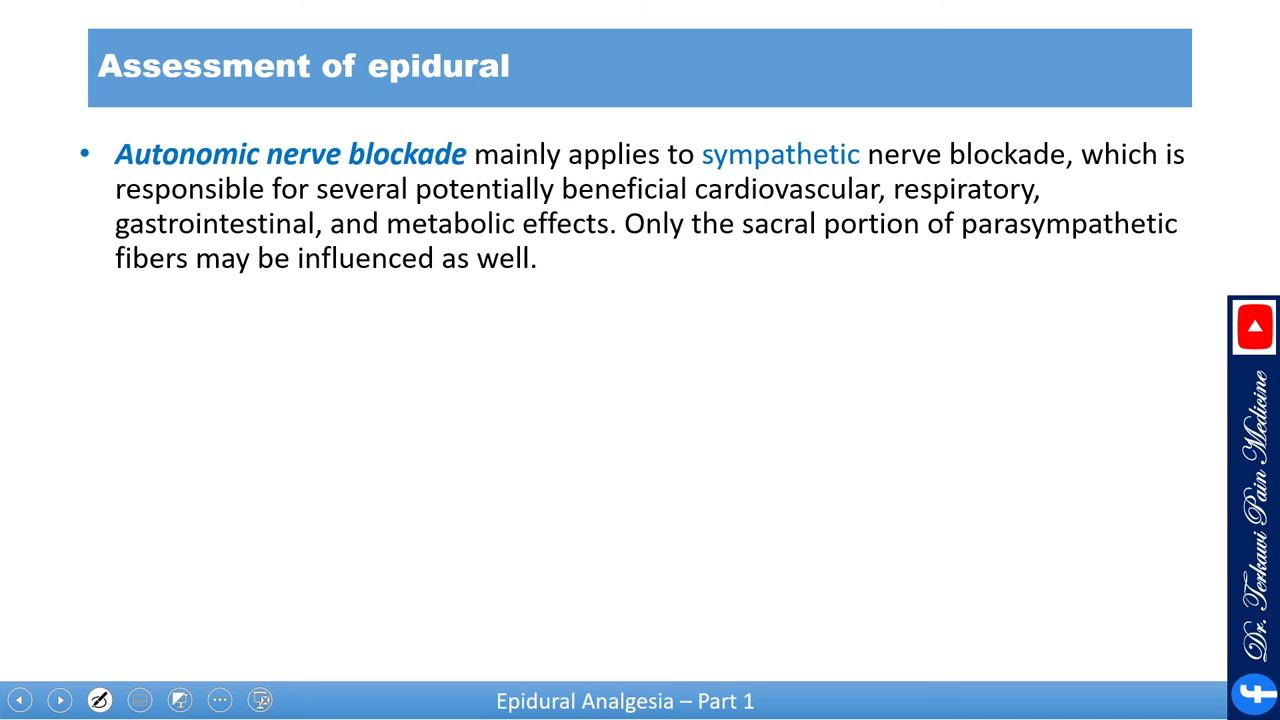 Assessment of epidural
• Autonomic nerve blockade mainly applies to sympathetic nerve blockade, which is
responsible for several potentially beneficial cardiovascular, respiratory,
gastrointestinal, and metabolic effects. Only the sacral portion of parasympathetic
fibers may be influenced as well.
Dr. Terkawi Pain Medicine
Epidural Analgesia – Part 1